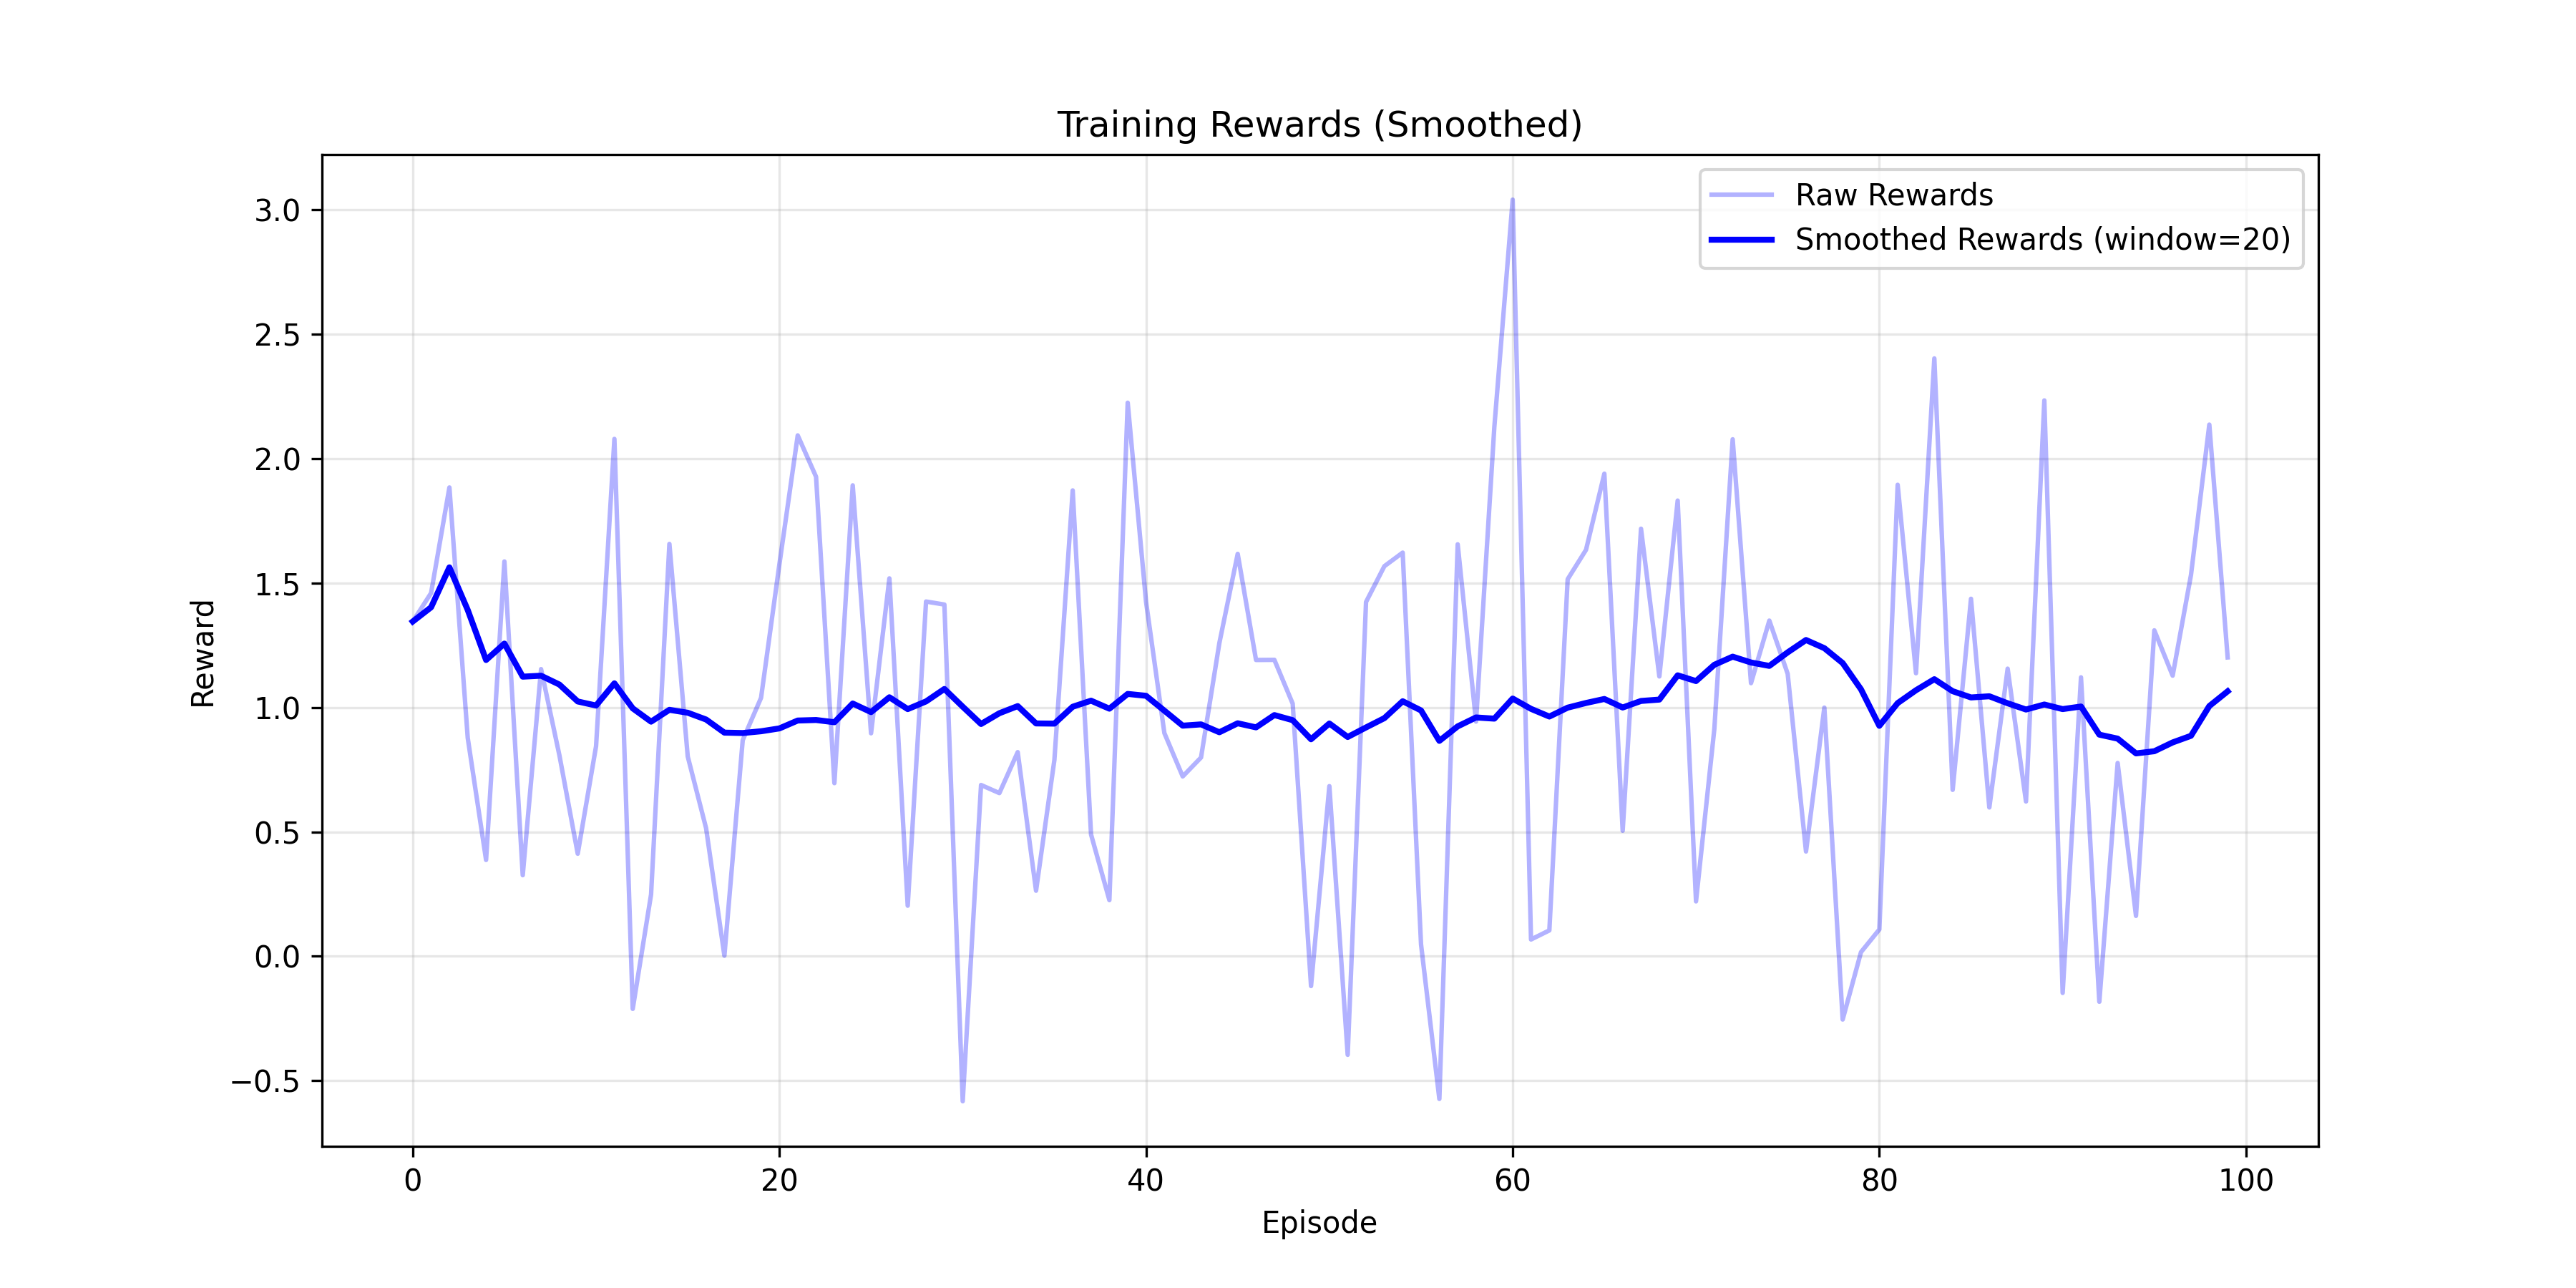 Training Rewards (Smoothed)
Raw Rewards
Smoothed Rewards (window=20)
3.0
2.5
2.0
1.5
1.0
0.5
0.0
−0.5
Reward
0 20 40 60 80 100
Episode